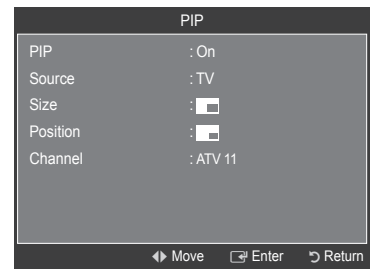 PIP
PIP : On
Source : TV
Size :
Position :
Channel : ATV 11
Move Enter Return